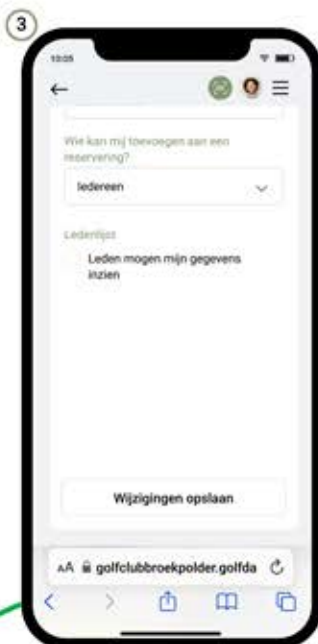 3
10:05
Wie kan mij toevoegen aan een
reservering?
Iedereen
Ledenlijst
Leden mogen mijn gegevens
inzien
Wijzigingen opslaan
AA golfclubbroekpolder.golfda